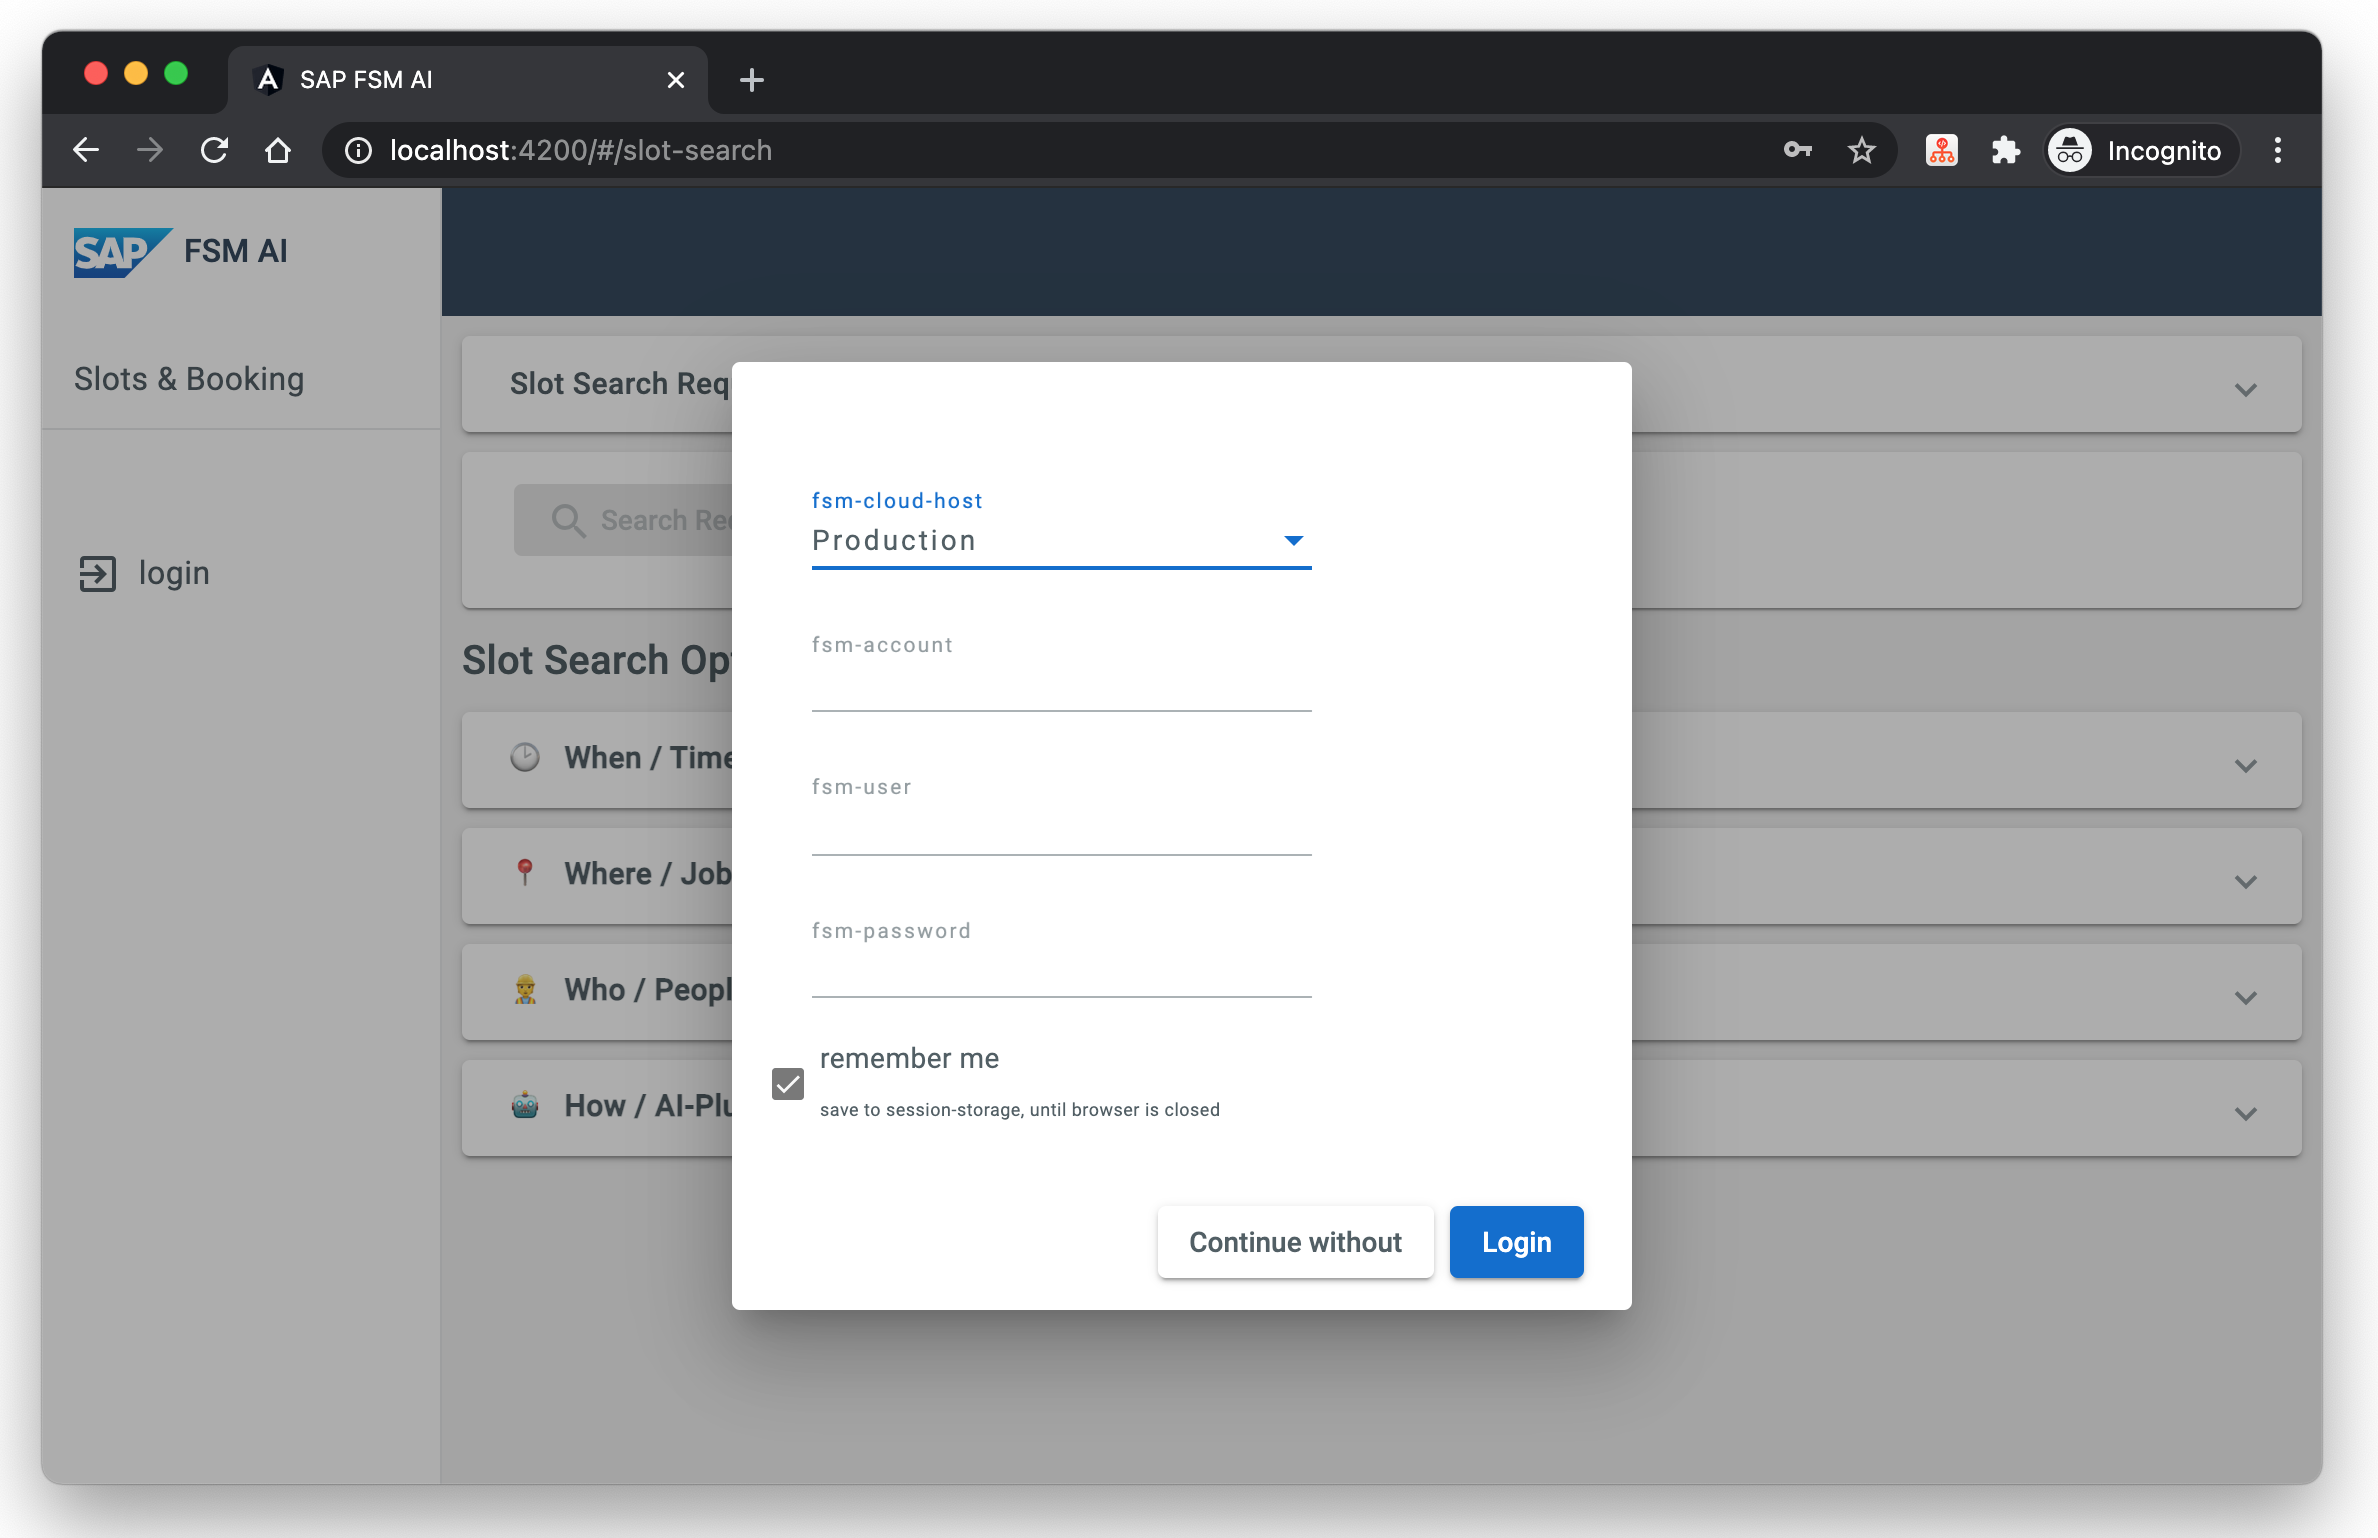 SAP FSM AI
localhost:4200/#/slot-search
Incognito
SAP FSM AI
Slots & Booking
login
Slot Search Req
Search Re
Slot Search Op
When / Time
Where / Job
Who / Peopl
How / AI-Plu
fsm-cloud-host
Production
fsm-account
fsm-user
fsm-password
remember me
save to session-storage, until browser is closed
Continue without
Login